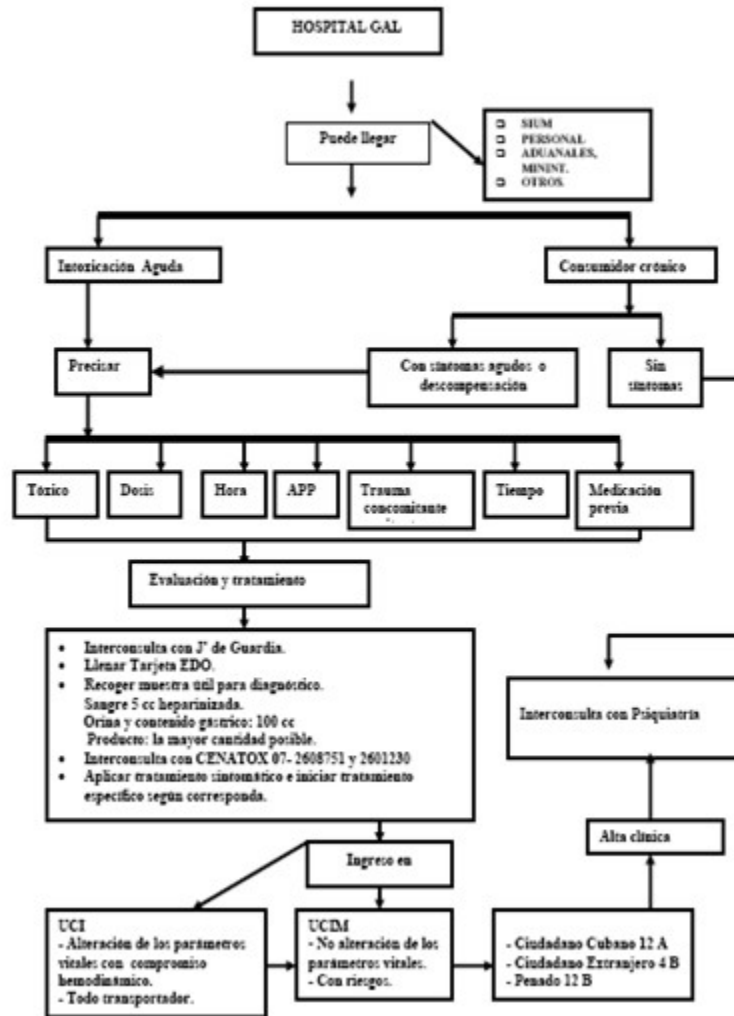 HOSPITAL GAL
Puede llegar
❑ SIUM
❑ PERSONAL
❑ ADUANALES,
MININT.
❑ OTROS.
Intoxicación Aguda
Consumidor crónico
Precisar
Con síntomas agudos o
descompensación
Sin
síntomas
Tóxico
Dosis
Hora
APP
Trauma
concomitante
Tiempo
Medicación
previa
Evaluación y tratamiento
• Interconsulta con J' de Guardia.
• Llenar Tarjeta EDO.
• Recoger muestra útil para diagnóstico.
Sangre 5 cc heparinizada.
Orina y contenido gástrico: 100 cc
Producto: la mayor cantidad posible.
• Interconsulta con CENATOX 07- 2608751 y 2601230
• Aplicar tratamiento sintomático e iniciar tratamiento
específico según corresponda.
Interconsulta con Psiquiatría
Alta clínica
Ingreso en
UCI
- Alteración de los parámetros
vitales con compromiso
hemodinámico.
- Todo transportador.
UCIM
- No alteración de los
parámetros vitales.
- Con riesgos.
- Ciudadano Cubano 12 A
- Ciudadano Extranjero 4 B
- Penado 12 B